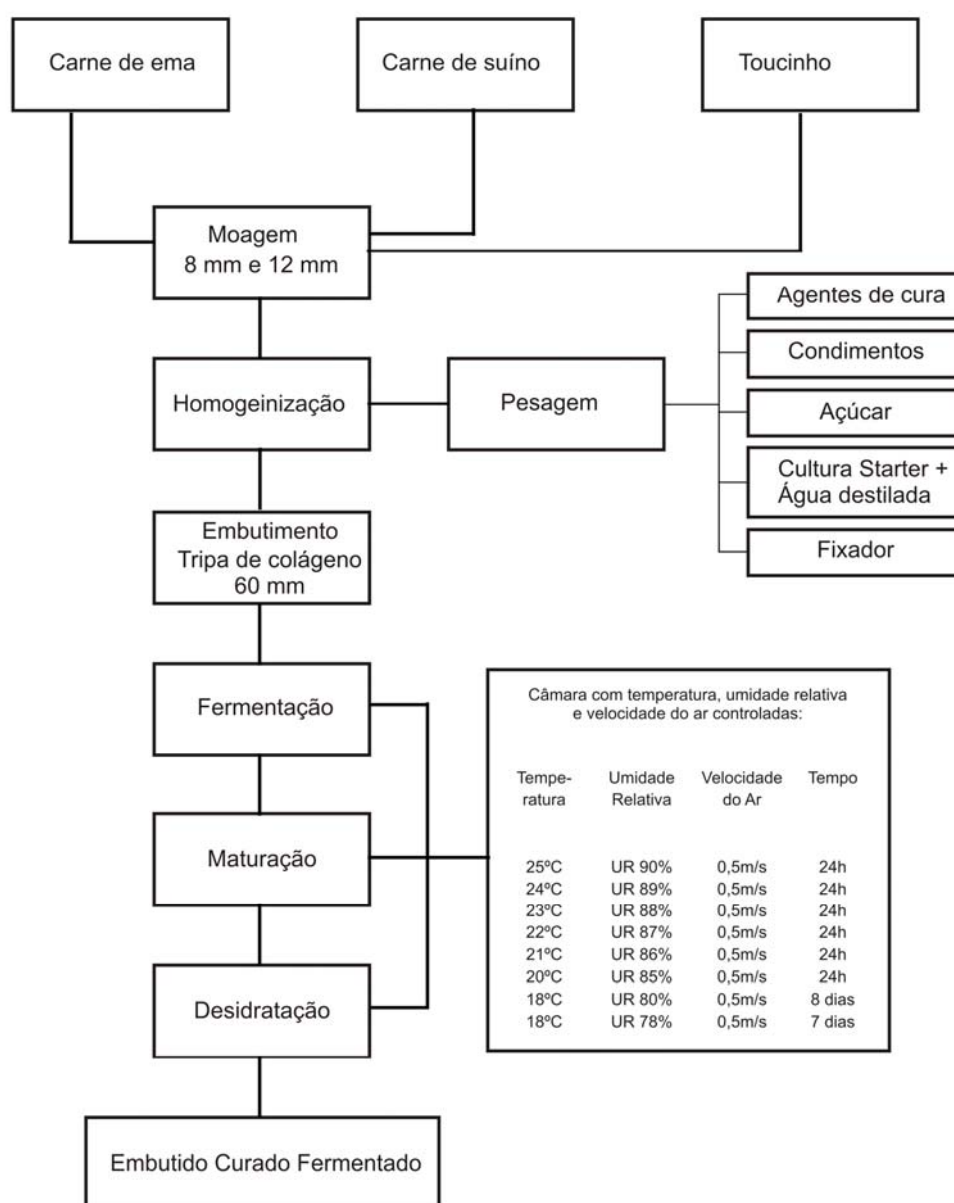 Carne de ema
Carne de suíno
Toucinho
Moagem
8 mm e 12 mm
Agentes de cura
Condimentos
Homogeinização
Pesagem
Açúcar
Cultura Starter +
Água destilada
Fixador
Embutimento
Tripa de colágeno
60 mm
Fermentação
Maturação
Desidratação
Câmara com temperatura, umidade relativa
e velocidade do ar controladas:
Tempe- Umidade Velocidade Tempo
ratura Relativa do Ar
25ºC UR 90% 0,5m/s 24h
24ºC UR 89% 0,5m/s 24h
23ºC UR 88% 0,5m/s 24h
22ºC UR 87% 0,5m/s 24h
21ºC UR 86% 0,5m/s 24h
20ºC UR 85% 0,5m/s 24h
18ºC UR 80% 0,5m/s 8 dias
18ºC UR 78% 0,5m/s 7 dias
Embutido Curado Fermentado